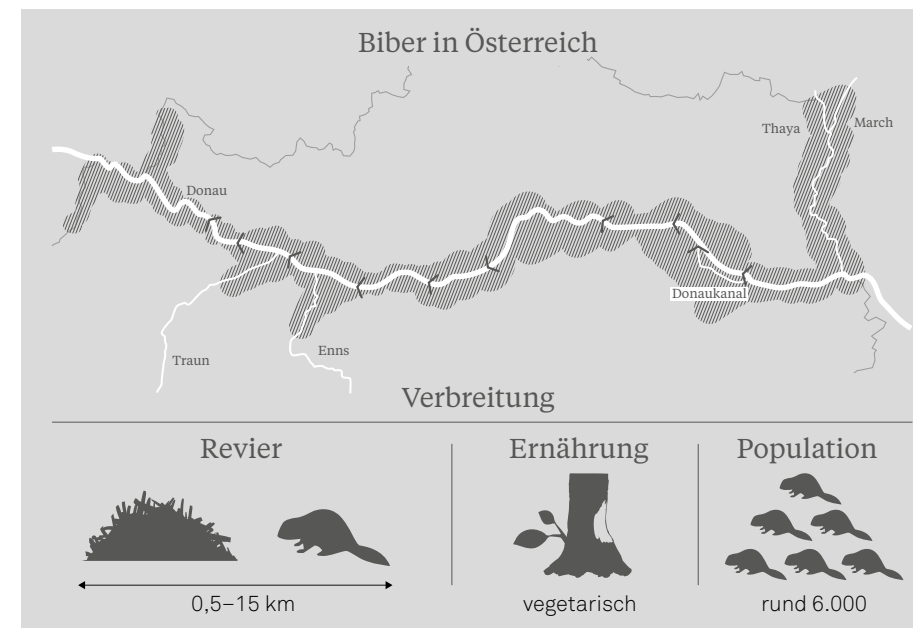 Biber in Österreich
Thaya
March
Donau
Donaukanal
Traun
Enns
Verbreitung
Revier
Ernährung
Population
0,5–15 km
vegetarisch
rund 6.000